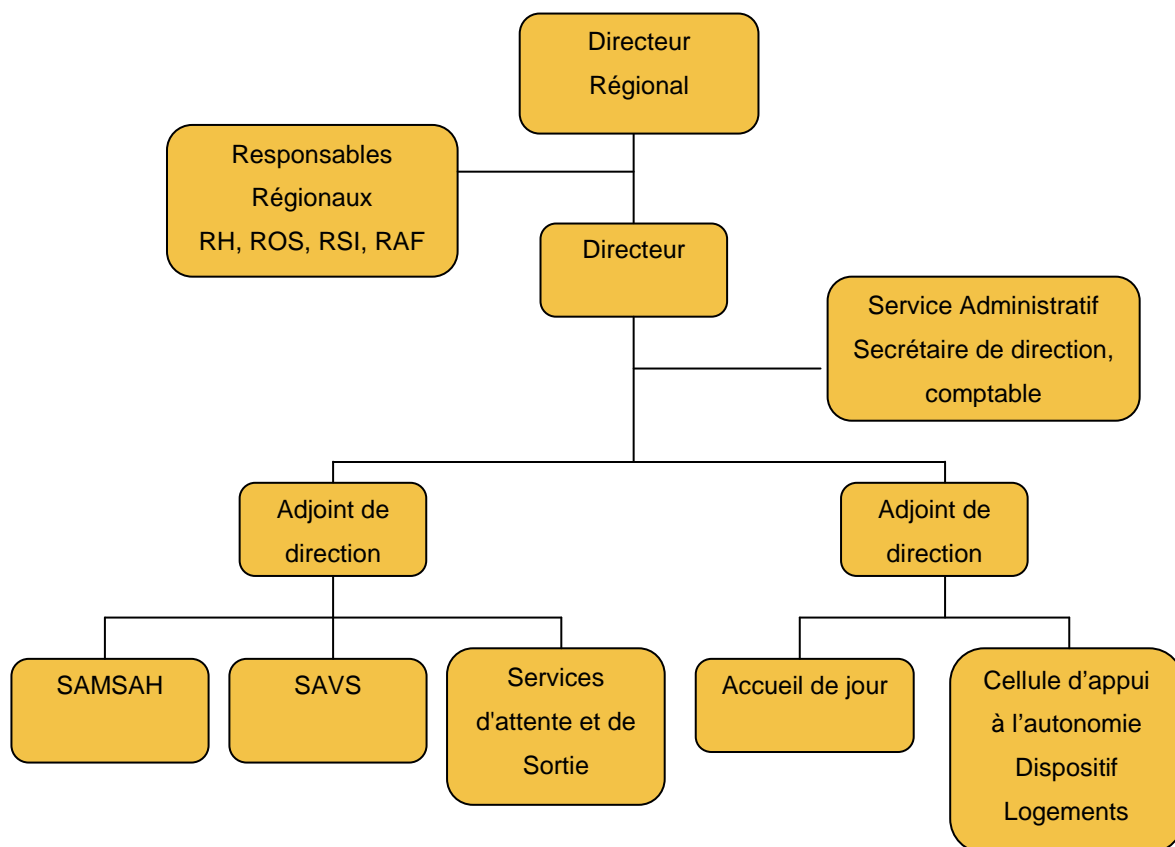 Directeur
Régional
Responsables
Régionaux
RH, ROS, RSI, RAF
Directeur
Service Administratif
Secrétaire de direction,
comptable
Adjoint de
direction
Adjoint de
direction
SAMSAH
SAVS
Services
d'attente et de
Sortie
Accueil de jour
Cellule d’appui
à l’autonomie
Dispositif
Logements